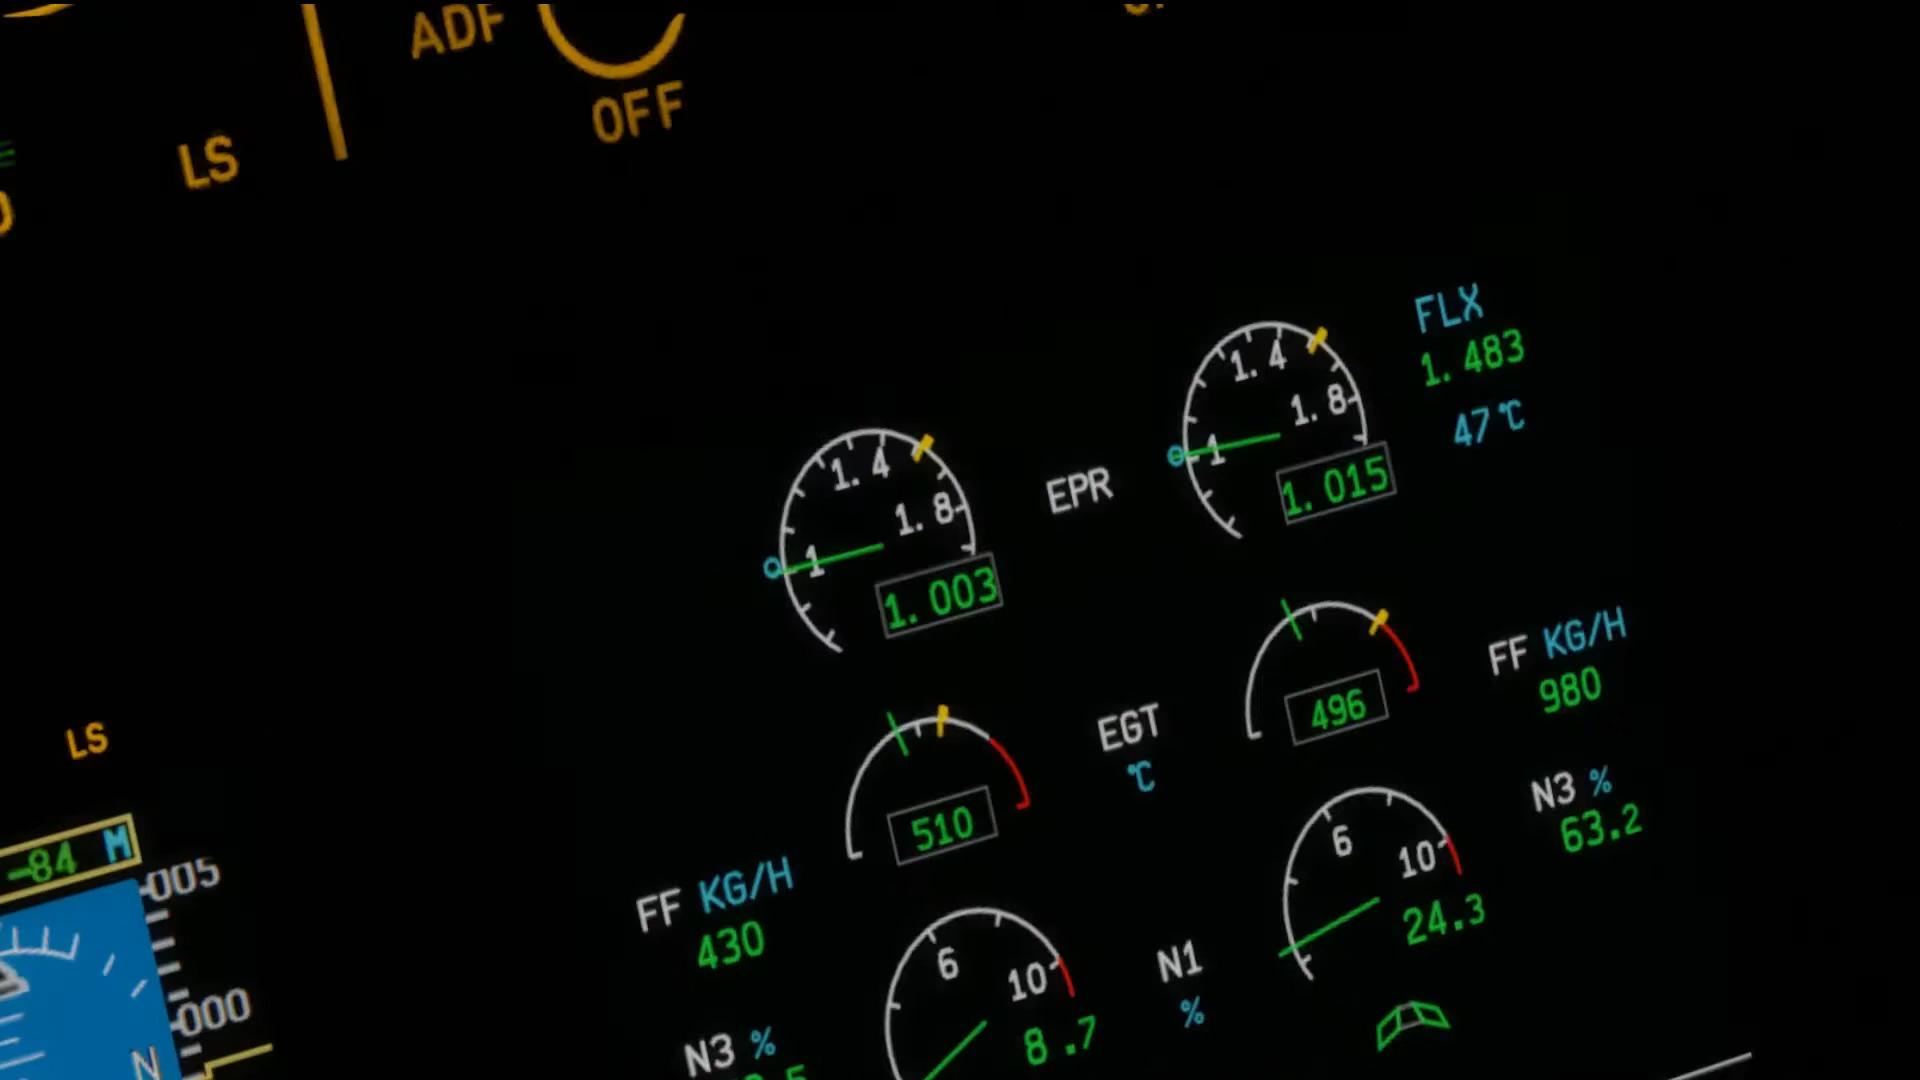 ADF
OFF
LS
FLX
1.483
47°C
1.4
1.8
1
1.015
EPR
1.4
1.8
1
1.003
FF KG/H
980
496
EGT
°C
510
N3 %
63.2
6
10
24.3
FF KG/H
430
N1
%
6
10
8.7
N3 %
LS
-84 M
005
000
N